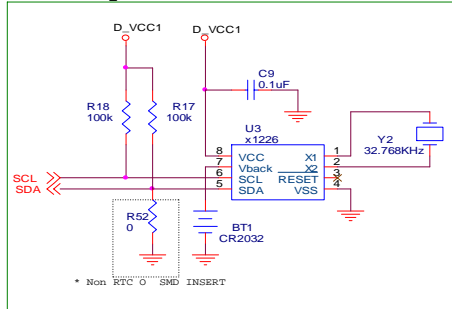 D_VCC1
D_VCC1
C9
0.1uF
R18
100k
R17
100k
U3
x1226
Y2
32.768KHz
8
VCC
X1
1
7
Vback
X2
2
6
SCL
RESET
3
5
SDA
VSS
4
SCL
SDA
R52
0
BT1
CR2032
* Non RTC O SMD INSERT